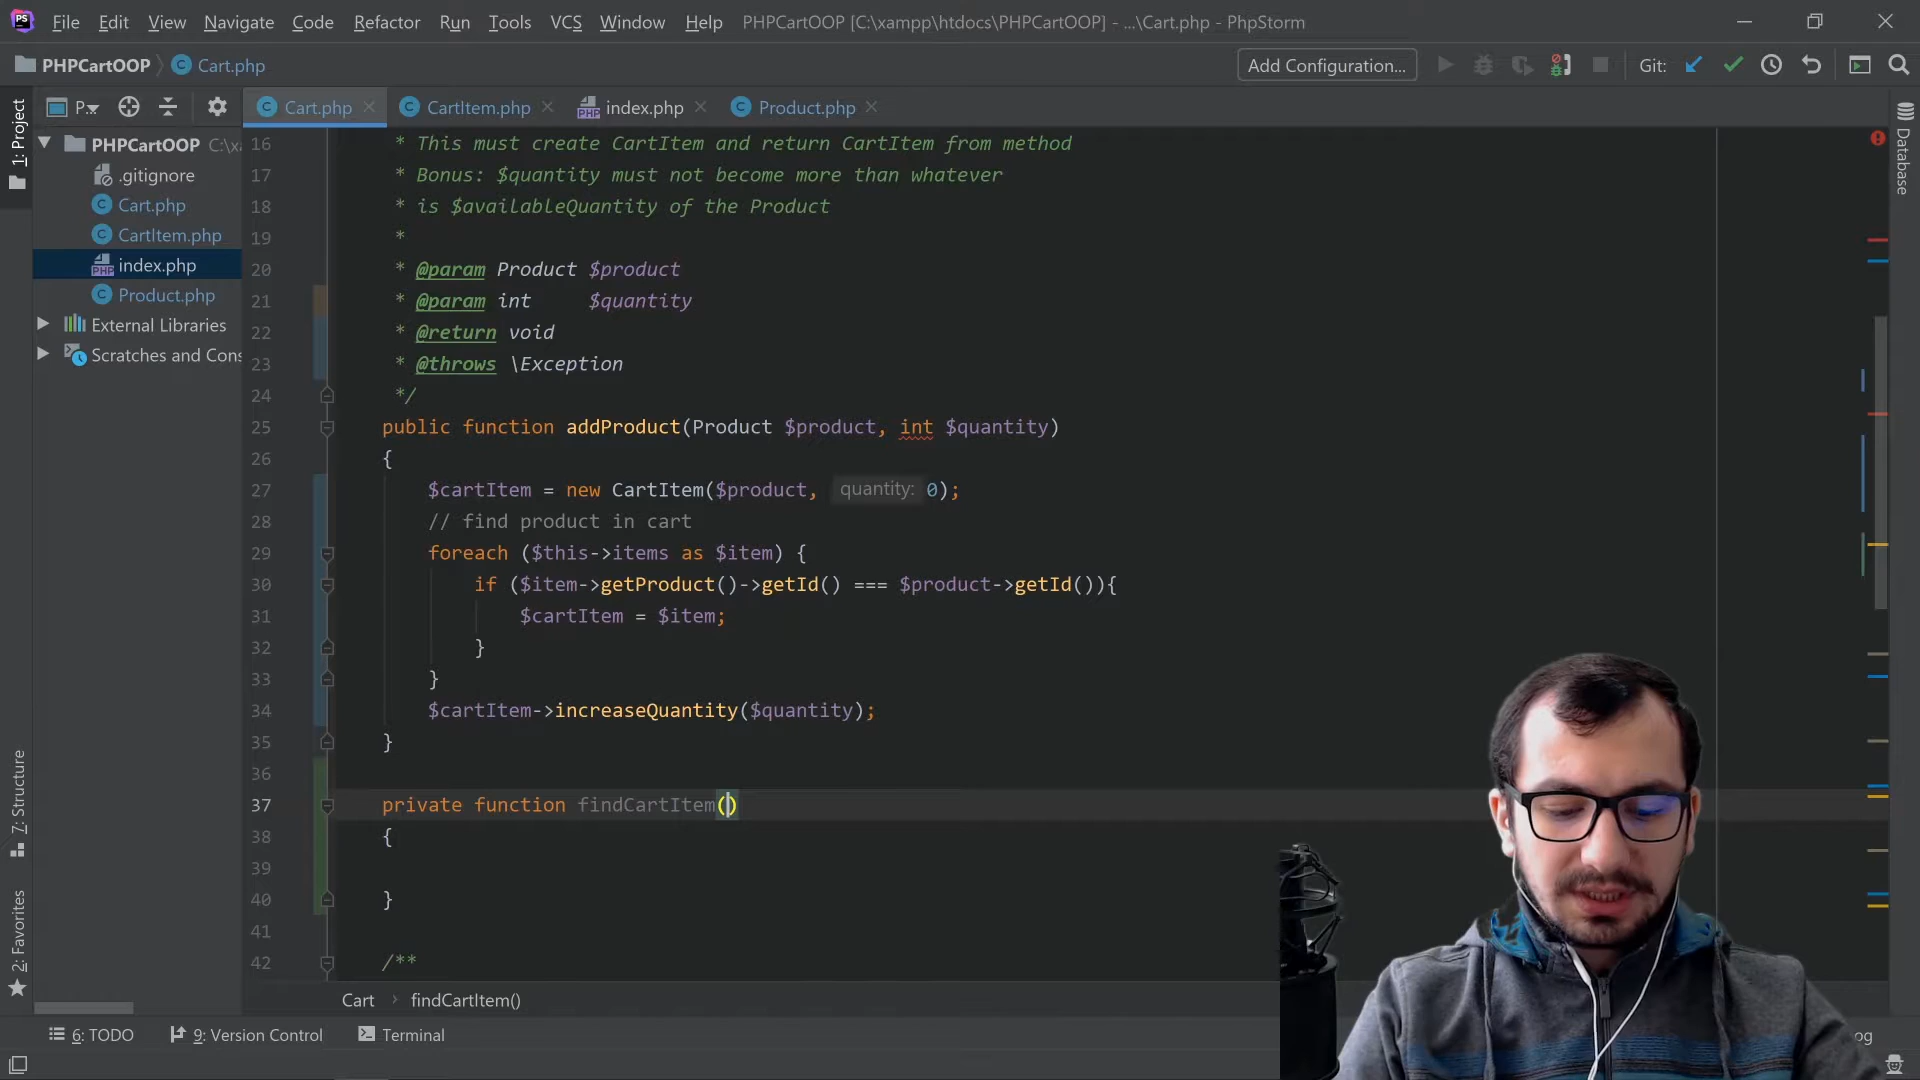 File Edit View Navigate Code Refactor Run Tools VCS Window Help PHPCartOOP [C:\xampp\htdocs\PHPCartOOP] - ...\Cart.php - PhpStorm
PHPCartOOP Cart.php Add Configuration... Git:
P... Cart.php CartItem.php index.php Product.php
1: Project
PHPCartOOP C:\xa
.gitignore
Cart.php
CartItem.php
index.php
Product.php
External Libraries
Scratches and Cons
7: Structure
2: Favorites
Database
16 * This must create CartItem and return CartItem from method
17 * Bonus: $quantity must not become more than whatever
18 * is $availableQuantity of the Product
19 *
20 * @param Product $product
21 * @param int $quantity
22 * @return void
23 * @throws \Exception
24 */
25 public function addProduct(Product $product, int $quantity)
26 {
27 $cartItem = new CartItem($product, quantity: 0);
28 // find product in cart
29 foreach ($this->items as $item) {
30 if ($item->getProduct()->getId() === $product->getId()){
31 $cartItem = $item;
32 }
33 }
34 $cartItem->increaseQuantity($quantity);
35 }
36
37 private function findCartItem()
38 {
39
40 }
41
42 /**
Cart › findCartItem()
6: TODO 9: Version Control Terminal og